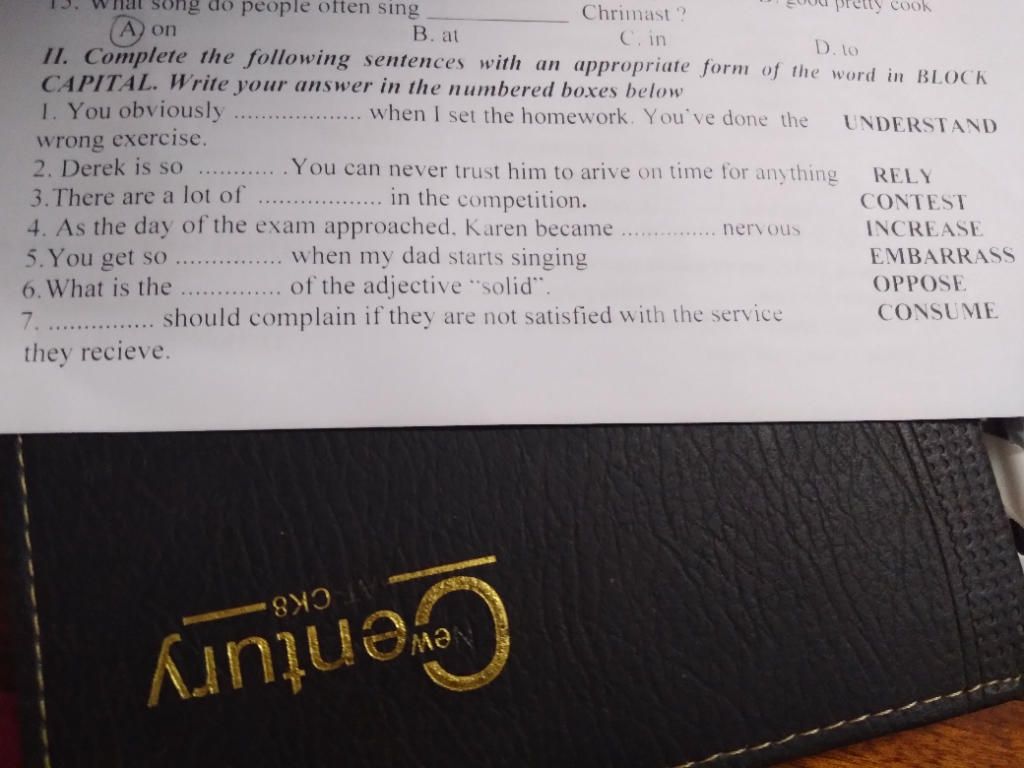 13. What song do people often sing ____________ Chrimast ? D. good pretty cook
A) on B. at C. in D. to
II. Complete the following sentences with an appropriate form of the word in BLOCK
CAPITAL. Write your answer in the numbered boxes below
1. You obviously ................... when I set the homework. You've done the UNDERSTAND
wrong exercise.
2. Derek is so ........... .You can never trust him to arive on time for anything RELY
3.There are a lot of ................... in the competition. CONTEST
4. As the day of the exam approached, Karen became .............. nervous INCREASE
5.You get so ................ when my dad starts singing EMBARRASS
6.What is the ............... of the adjective "solid". OPPOSE
7. ................ should complain if they are not satisfied with the service CONSUME
they recieve.
CK8
New Century